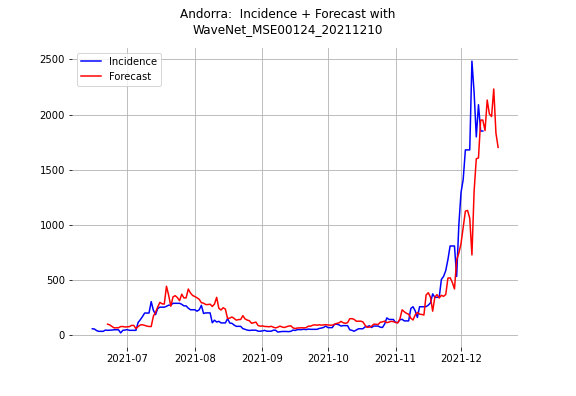 Andorra:  Incidence + Forecast with
WaveNet_MSE00124_20211210
Incidence
Forecast
2500
2000
1500
1000
500
0
2021-07 2021-08 2021-09 2021-10 2021-11 2021-12